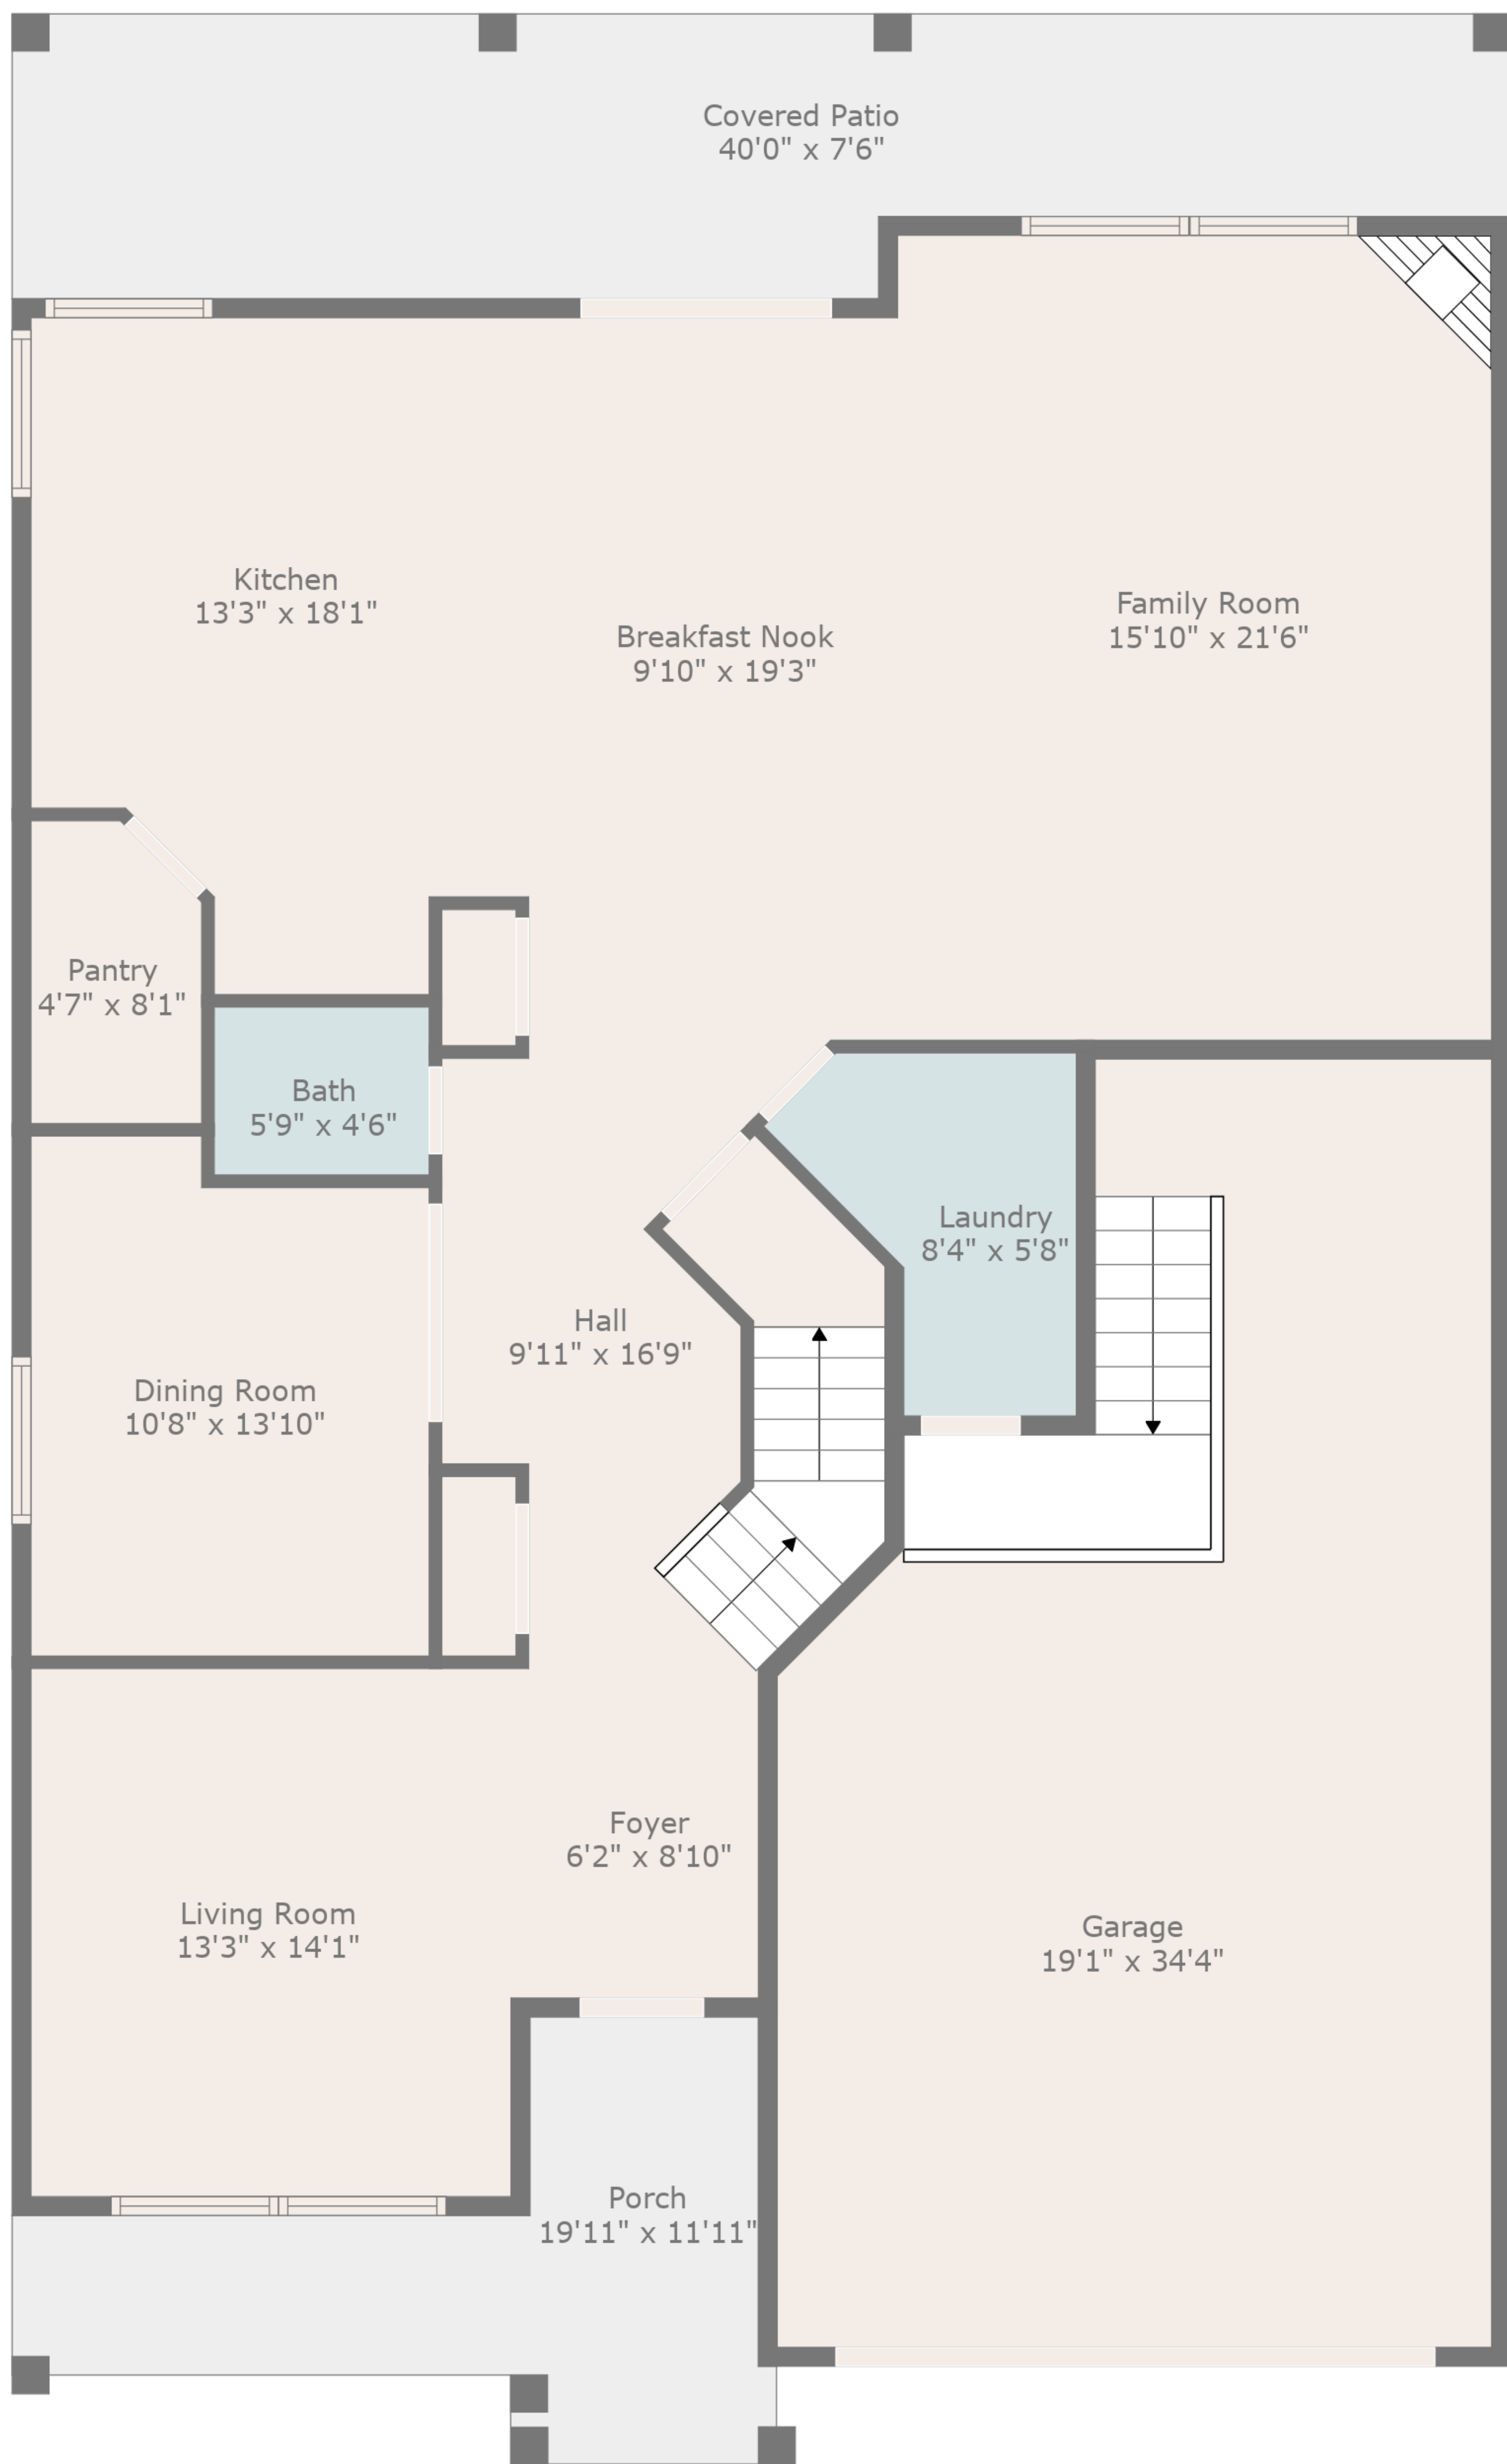 Covered Patio
40'0" x 7'6"
Kitchen
13'3" x 18'1"
Breakfast Nook
9'10" x 19'3"
Family Room
15'10" x 21'6"
Pantry
4'7" x 8'1"
Bath
5'9" x 4'6"
Laundry
8'4" x 5'8"
Hall
9'11" x 16'9"
Dining Room
10'8" x 13'10"
Foyer
6'2" x 8'10"
Living Room
13'3" x 14'1"
Garage
19'1" x 34'4"
Porch
19'11" x 11'11"